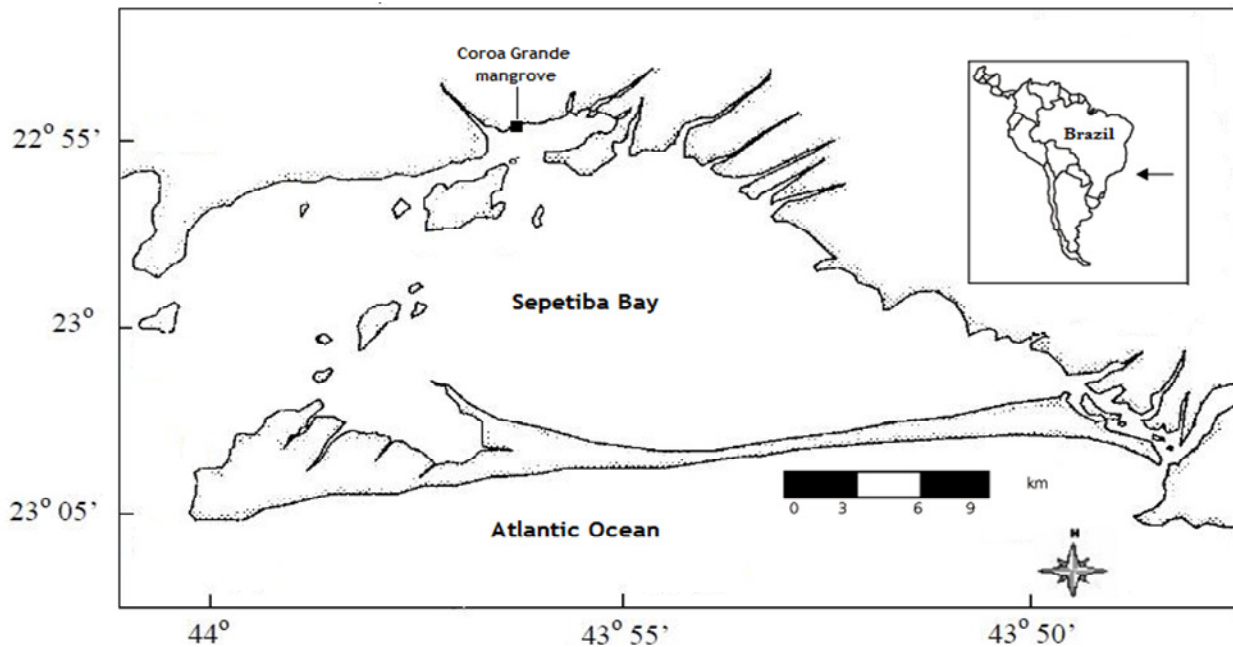 Coroa Grande
mangrove
22° 55'
Brazil
Sepetiba Bay
23°
km
0 3 6 9
23° 05'
Atlantic Ocean
N
44° 43° 55' 43° 50'